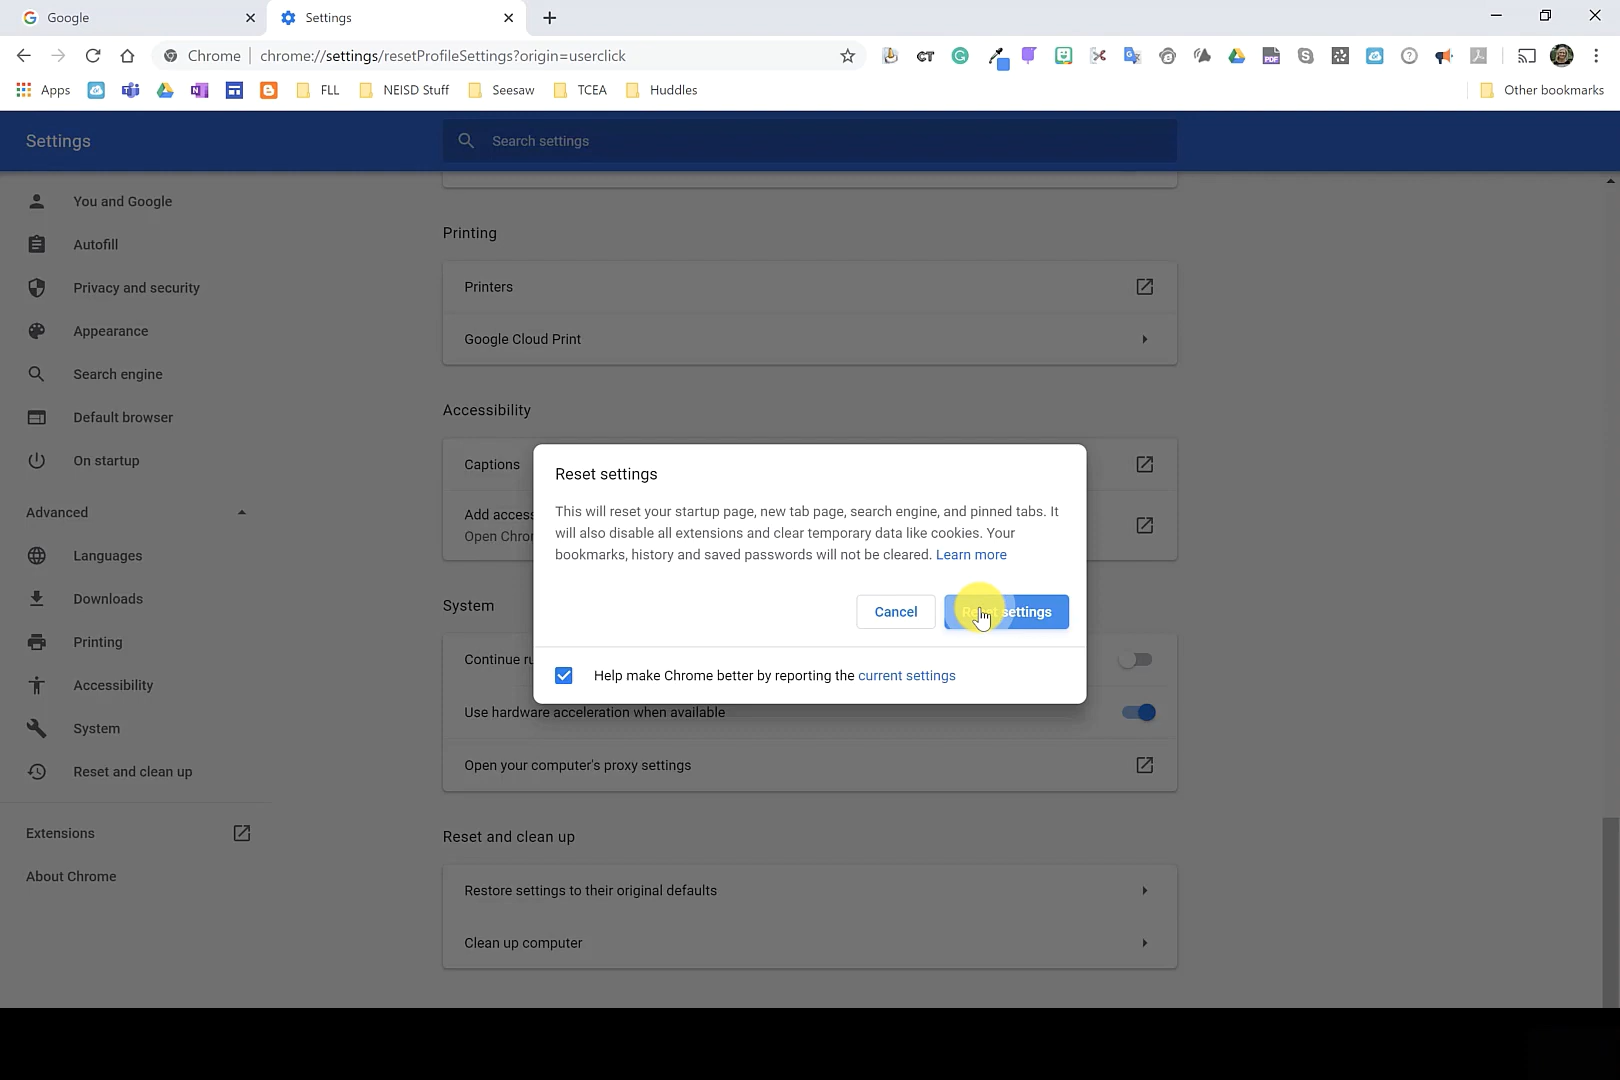 Google
Settings
Chrome
chrome://settings/resetProfileSettings?origin=userclick
CT
PDF
Apps
N
FLL
NEISD Stuff
Seesaw
TCEA
Huddles
Other bookmarks
Settings
Search settings
You and Google
Autofill
Privacy and security
Appearance
Search engine
Default browser
On startup
Advanced
Languages
Downloads
Printing
Accessibility
System
Reset and clean up
Extensions
About Chrome
Printing
Printers
Google Cloud Print
Accessibility
Captions
Add access
Open Chron
Reset settings
This will reset your startup page, new tab page, search engine, and pinned tabs. It
will also disable all extensions and clear temporary data like cookies. Your
bookmarks, history and saved passwords will not be cleared. Learn more
Cancel
Reset settings
Help make Chrome better by reporting the current settings
System
Continue ru
Use hardware acceleration when available
Open your computer's proxy settings
Reset and clean up
Restore settings to their original defaults
Clean up computer